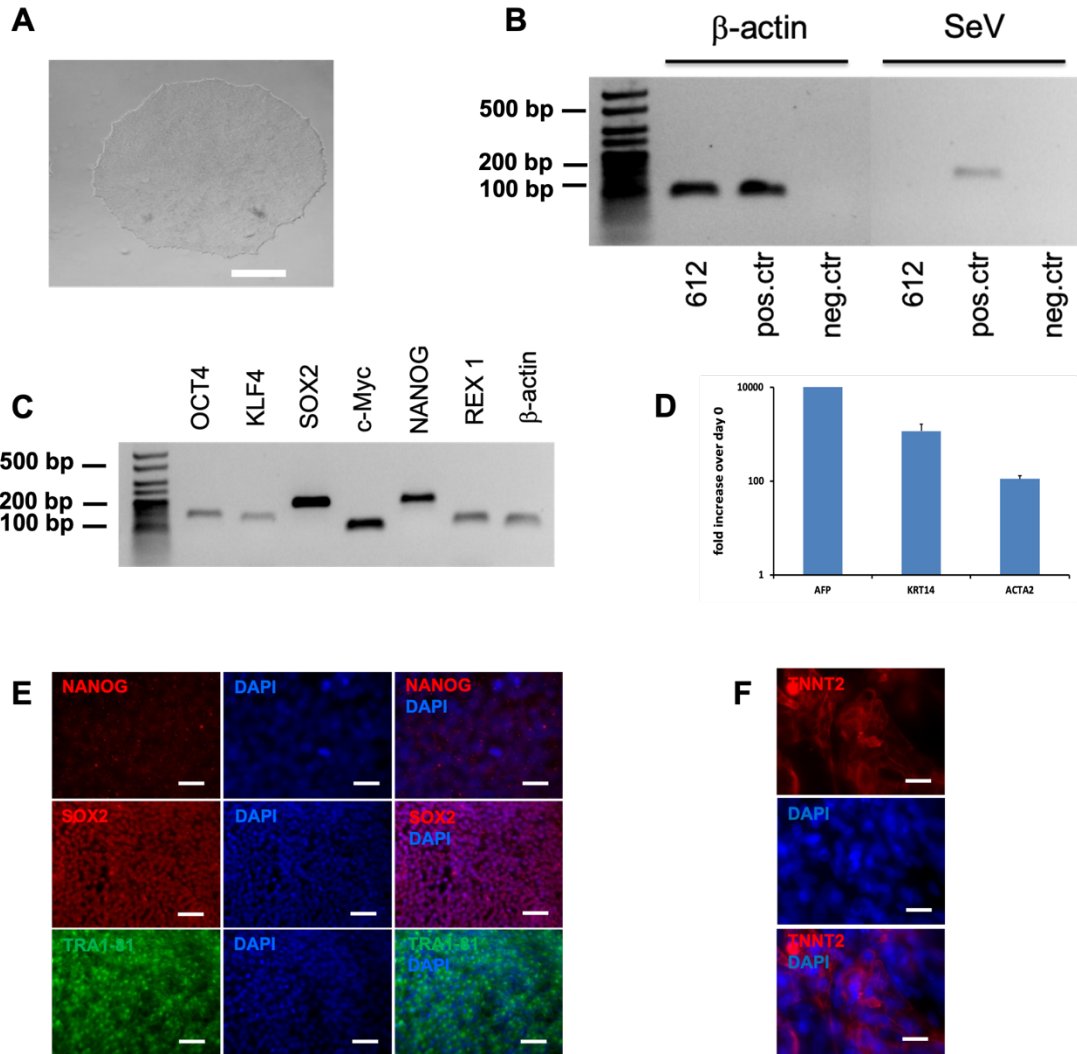 A
B
β-actin
SeV
500 bp
200 bp
100 bp
612
pos.ctr
neg.ctr
612
pos.ctr
neg.ctr
C
OCT4
KLF4
SOX2
c-Myc
NANOG
REX 1
β-actin
500 bp
200 bp
100 bp
D
fold increase over day 0
10000
100
1
AFP
KRT14
ACTA2
E
NANOG
DAPI
NANOG
DAPI
SOX2
DAPI
SOX2
DAPI
TRA1-81
DAPI
TRA1-81
DAPI
F
TNNT2
DAPI
TNNT2
DAPI